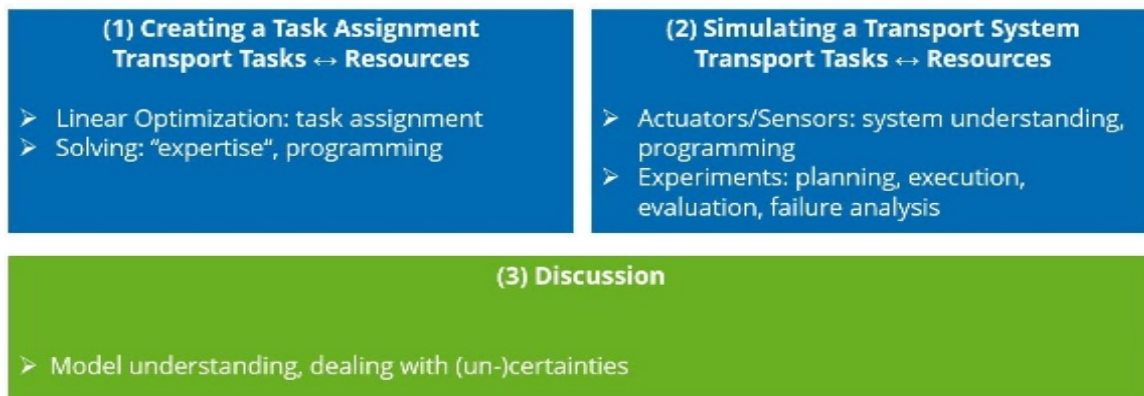 (1) Creating a Task Assignment
Transport Tasks ↔ Resources
➢ Linear Optimization: task assignment
➢ Solving: “expertise“, programming
(2) Simulating a Transport System
Transport Tasks ↔ Resources
➢ Actuators/Sensors: system understanding,
programming
➢ Experiments: planning, execution,
evaluation, failure analysis
(3) Discussion
➢ Model understanding, dealing with (un-)certainties